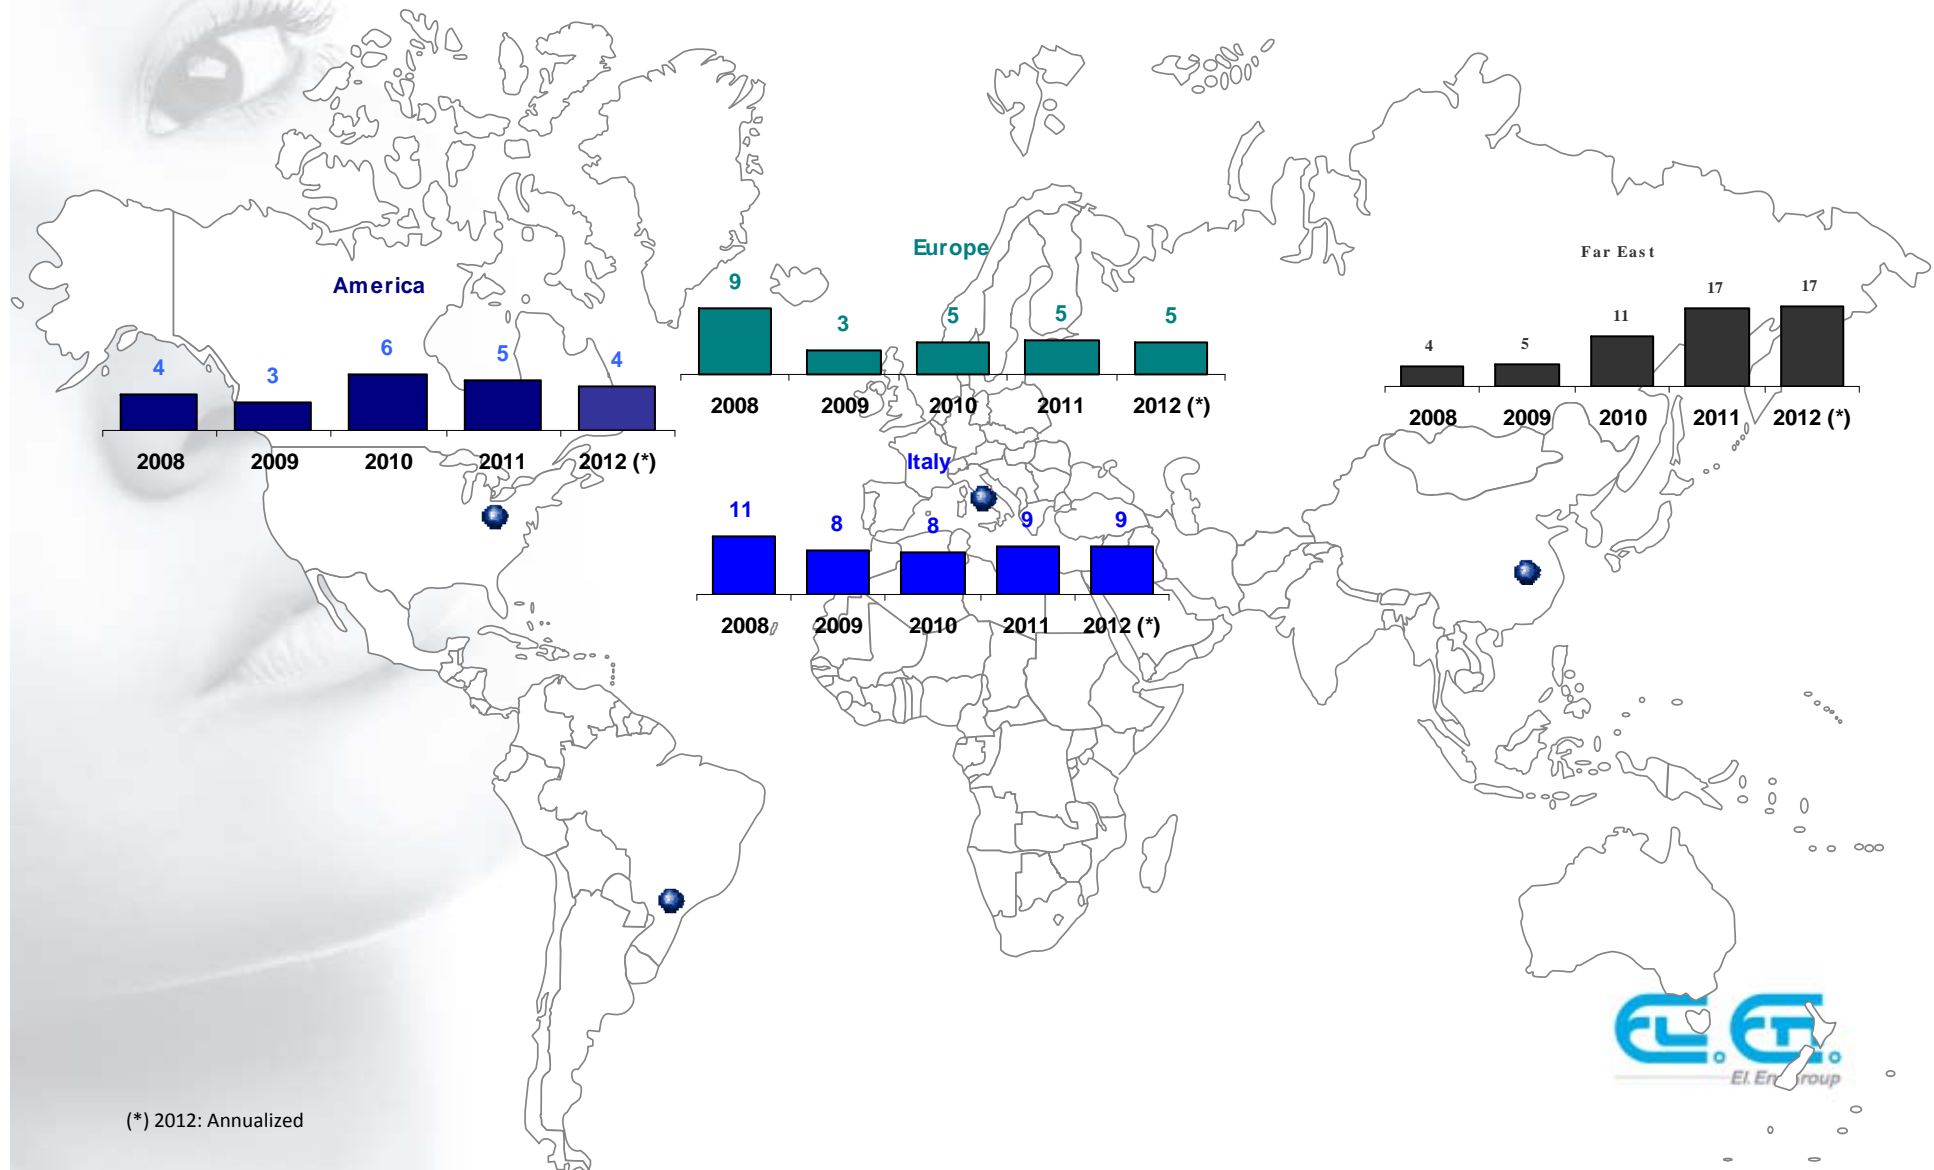 America
4 3 6 5 4
2008 2009 2010 2011 2012 (*)
Europe
9 3 5 5 5
2008 2009 2010 2011 2012 (*)
Far East
4 5 11 17 17
2008 2009 2010 2011 2012 (*)
Italy
11 8 8 9 9
2008 2009 2010 2011 2012 (*)
EL.En.
El.En group
(*) 2012: Annualized